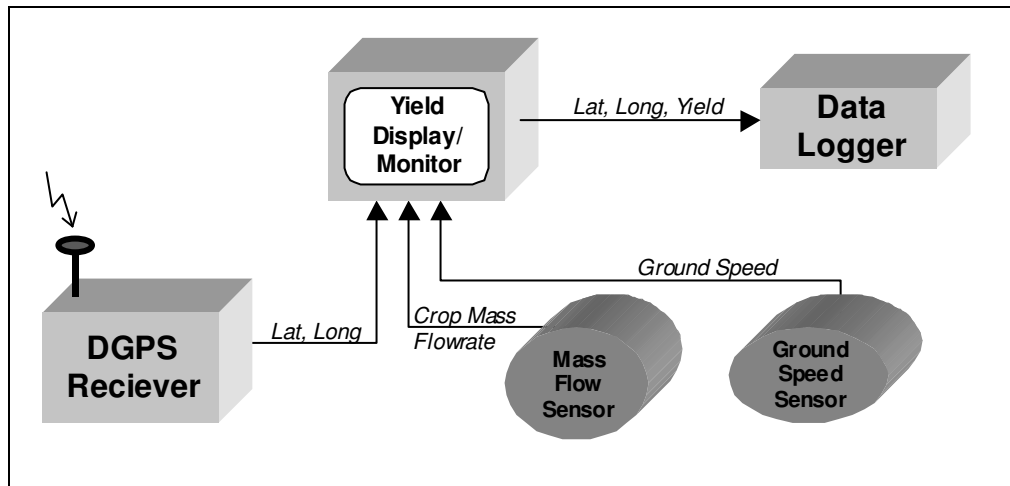 Yield
Display/
Monitor
Lat, Long, Yield
Data
Logger
Ground Speed
DGPS
Reciever
Lat, Long
Crop Mass
Flowrate
Mass
Flow
Sensor
Ground
Speed
Sensor